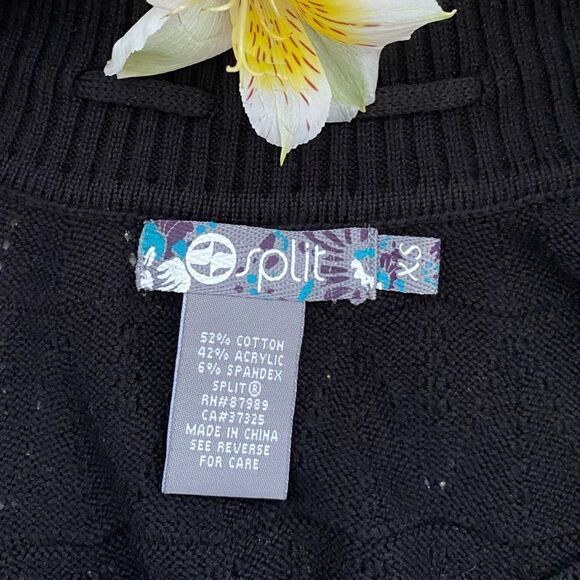 split
XS
52% COTTON
42% ACRYLIC
6% SPANDEX
SPLIT®
RN#87989
CA#37325
MADE IN CHINA
SEE REVERSE
FOR CARE